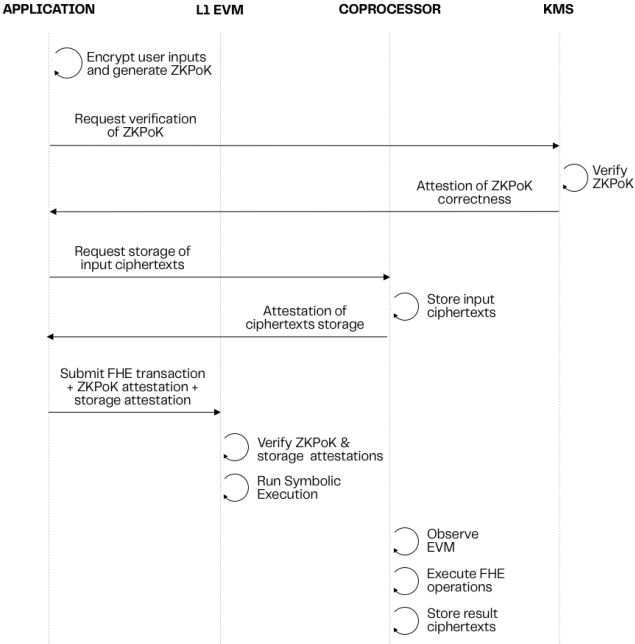 APPLICATION
L1 EVM
COPROCESSOR
KMS
Encrypt user inputs
and generate ZKPoK
Request verification
of ZKPoK
Verify
ZKPoK
Attestion of ZKPoK
correctness
Request storage of
input ciphertexts
Store input
ciphertexts
Attestation of
ciphertexts storage
Submit FHE transaction
+ ZKPoK attestation +
storage attestation
Verify ZKPoK &
storage attestations
Run Symbolic
Execution
Observe
EVM
Execute FHE
operations
Store result
ciphertexts